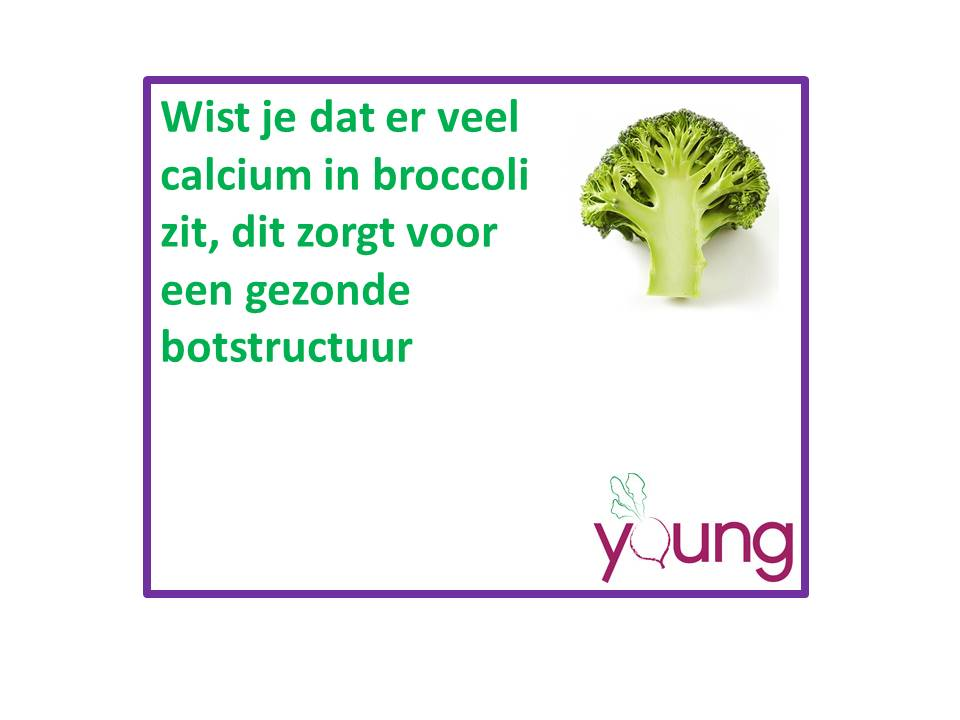 Wist je dat er veel
calcium in broccoli
zit, dit zorgt voor
een gezonde
botstructuur
young